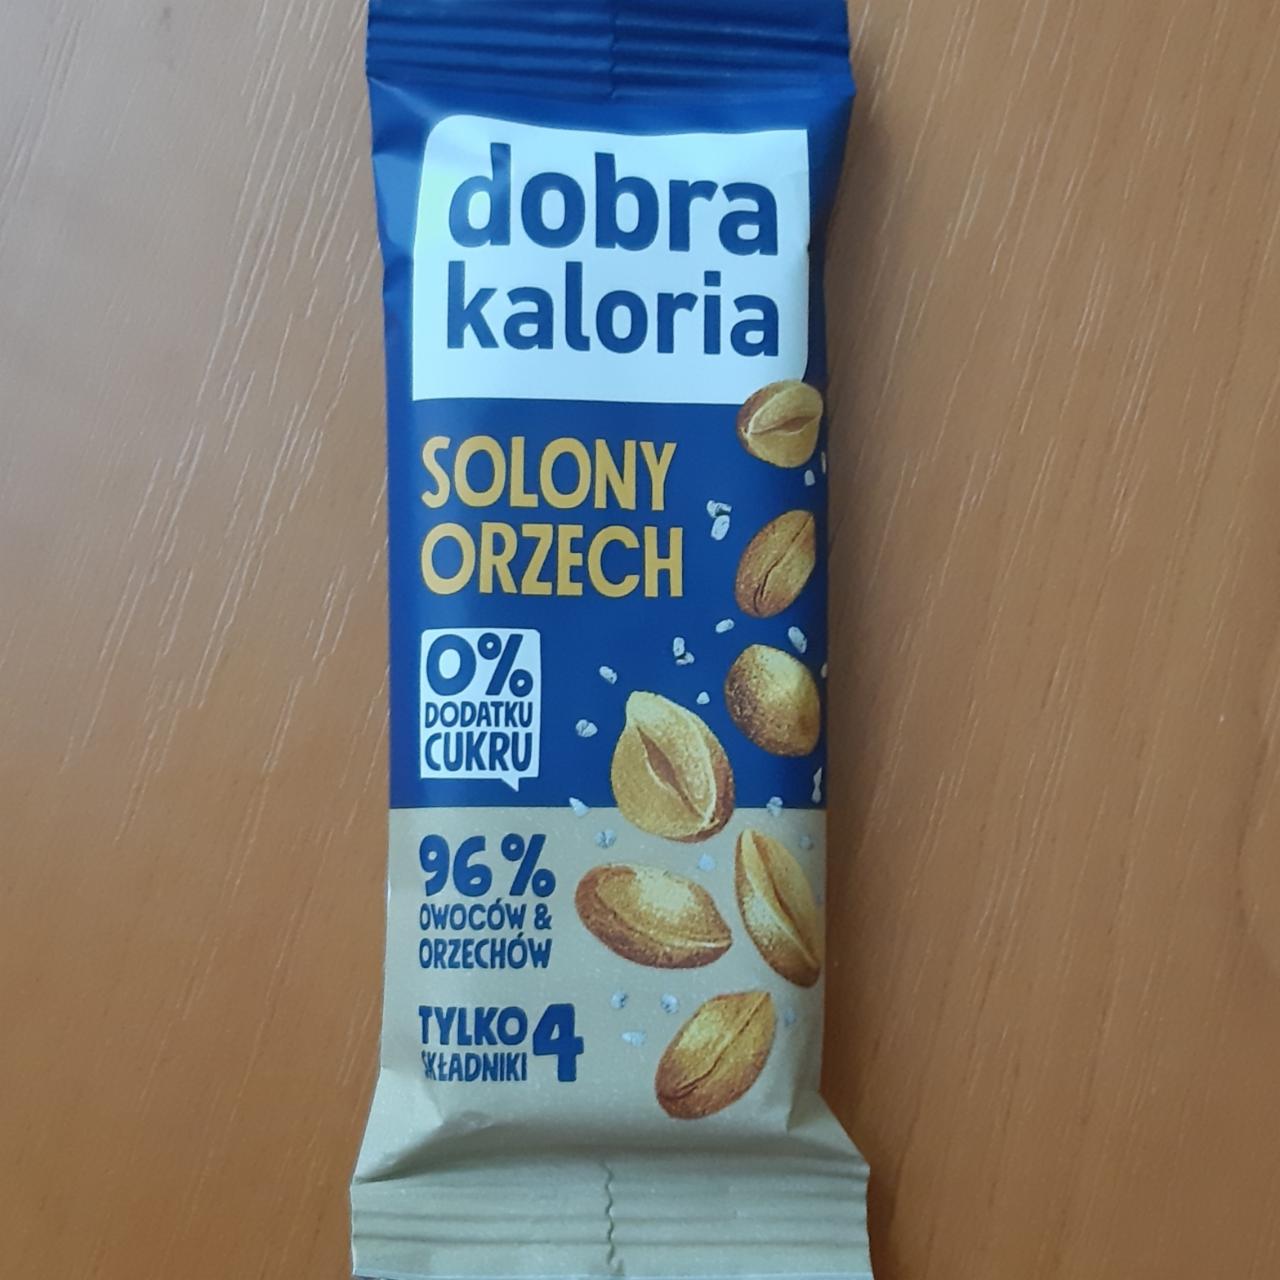 dobra
kaloria
SOLONY
ORZECH
0%
DODATKU
CUKRU
96%
OWOCÓW &
ORZECHÓW
TYLKO 4
SKŁADNIKI